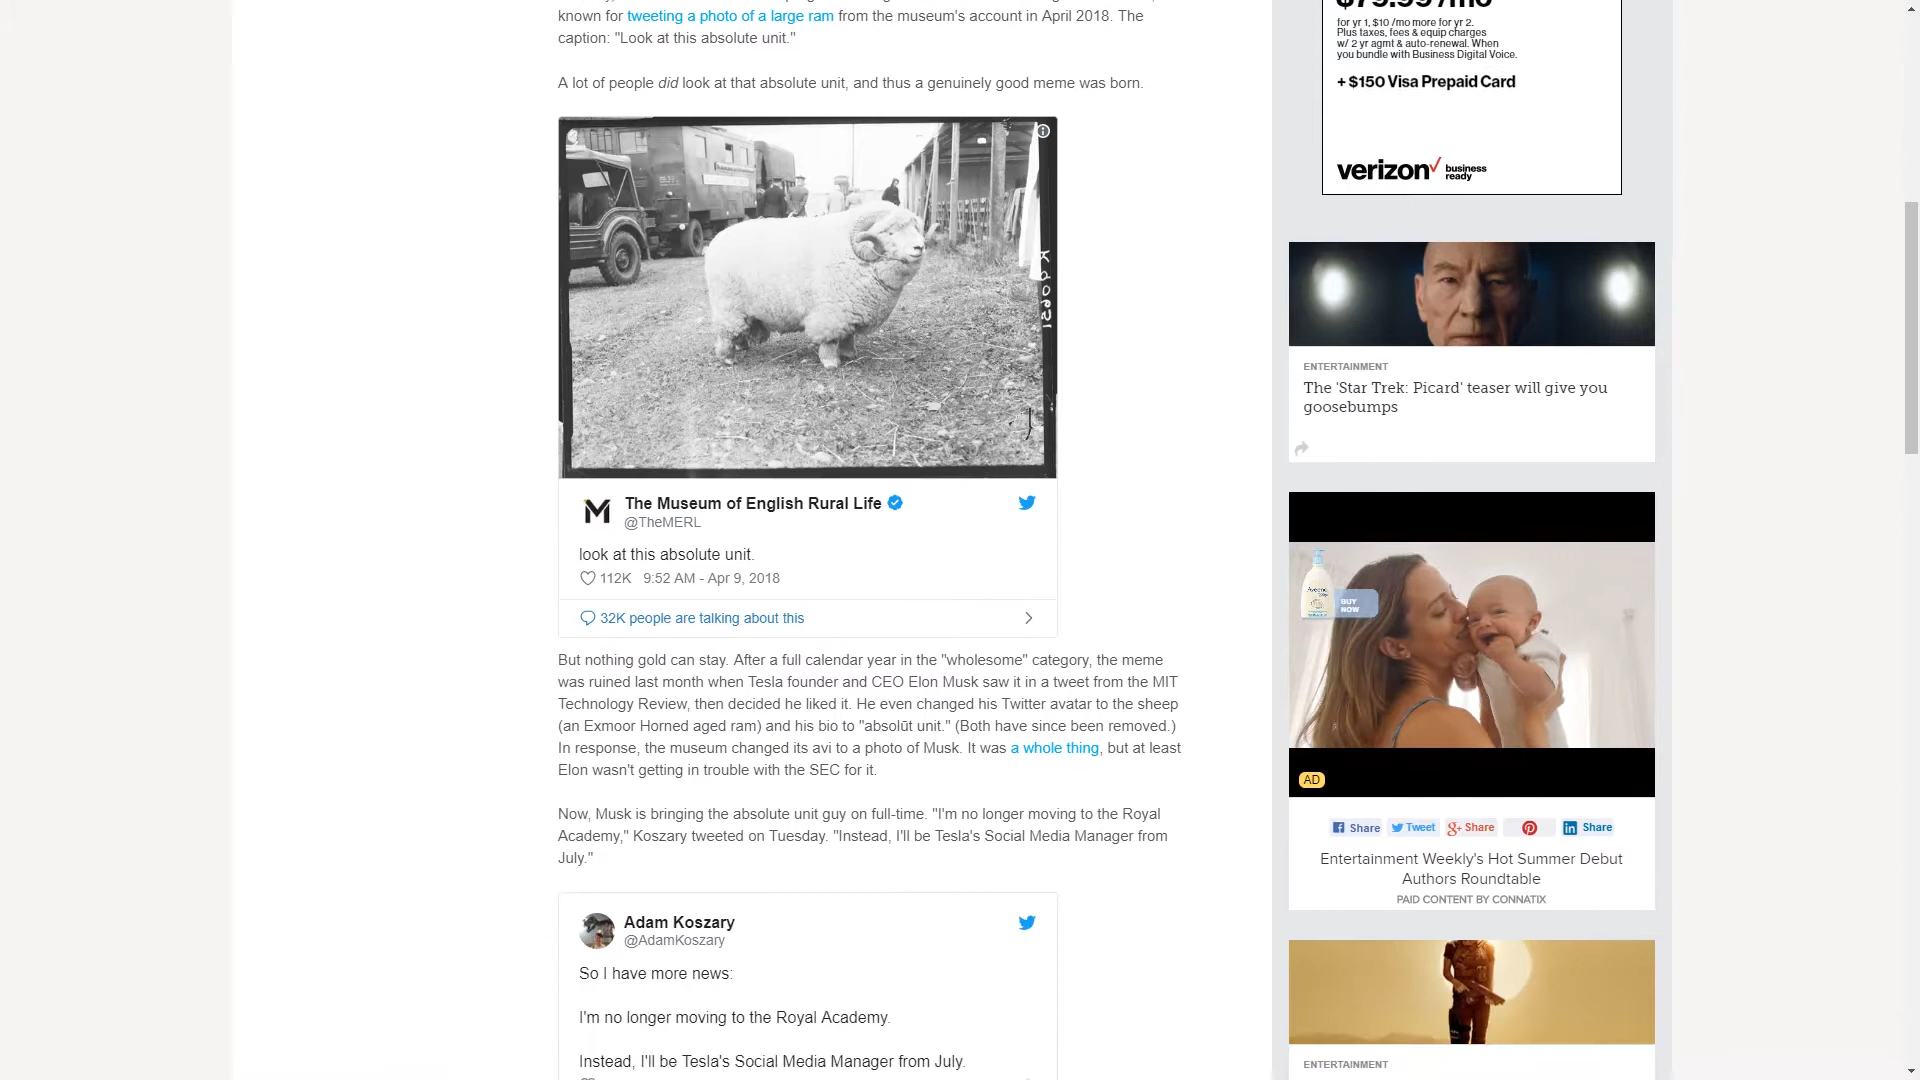 known for tweeting a photo of a large ram from the museum's account in April 2018. The
caption: "Look at this absolute unit."
A lot of people did look at that absolute unit, and thus a genuinely good meme was born.
The Museum of English Rural Life
@TheMERL
look at this absolute unit.
112K 9:52 AM - Apr 9, 2018
32K people are talking about this
But nothing gold can stay. After a full calendar year in the "wholesome" category, the meme
was ruined last month when Tesla founder and CEO Elon Musk saw it in a tweet from the MIT
Technology Review, then decided he liked it. He even changed his Twitter avatar to the sheep
(an Exmoor Horned aged ram) and his bio to "absolūt unit." (Both have since been removed.)
In response, the museum changed its avi to a photo of Musk. It was a whole thing, but at least
Elon wasn't getting in trouble with the SEC for it.
Now, Musk is bringing the absolute unit guy on full-time. "I'm no longer moving to the Royal
Academy," Koszary tweeted on Tuesday. "Instead, I'll be Tesla's Social Media Manager from
July."
Adam Koszary
@AdamKoszary
So I have more news:
I'm no longer moving to the Royal Academy.
Instead, I'll be Tesla's Social Media Manager from July.
$79.99/mo
for yr 1, $10 /mo more for yr 2.
Plus taxes, fees & equip charges
w/ 2 yr agmt & auto-renewal. When
you bundle with Business Digital Voice.
+ $150 Visa Prepaid Card
verizon business
ready
ENTERTAINMENT
The 'Star Trek: Picard' teaser will give you
goosebumps
Aveeno
BUY
NOW
AD
Share Tweet Share Share
Entertainment Weekly's Hot Summer Debut
Authors Roundtable
PAID CONTENT BY CONNATIX
ENTERTAINMENT